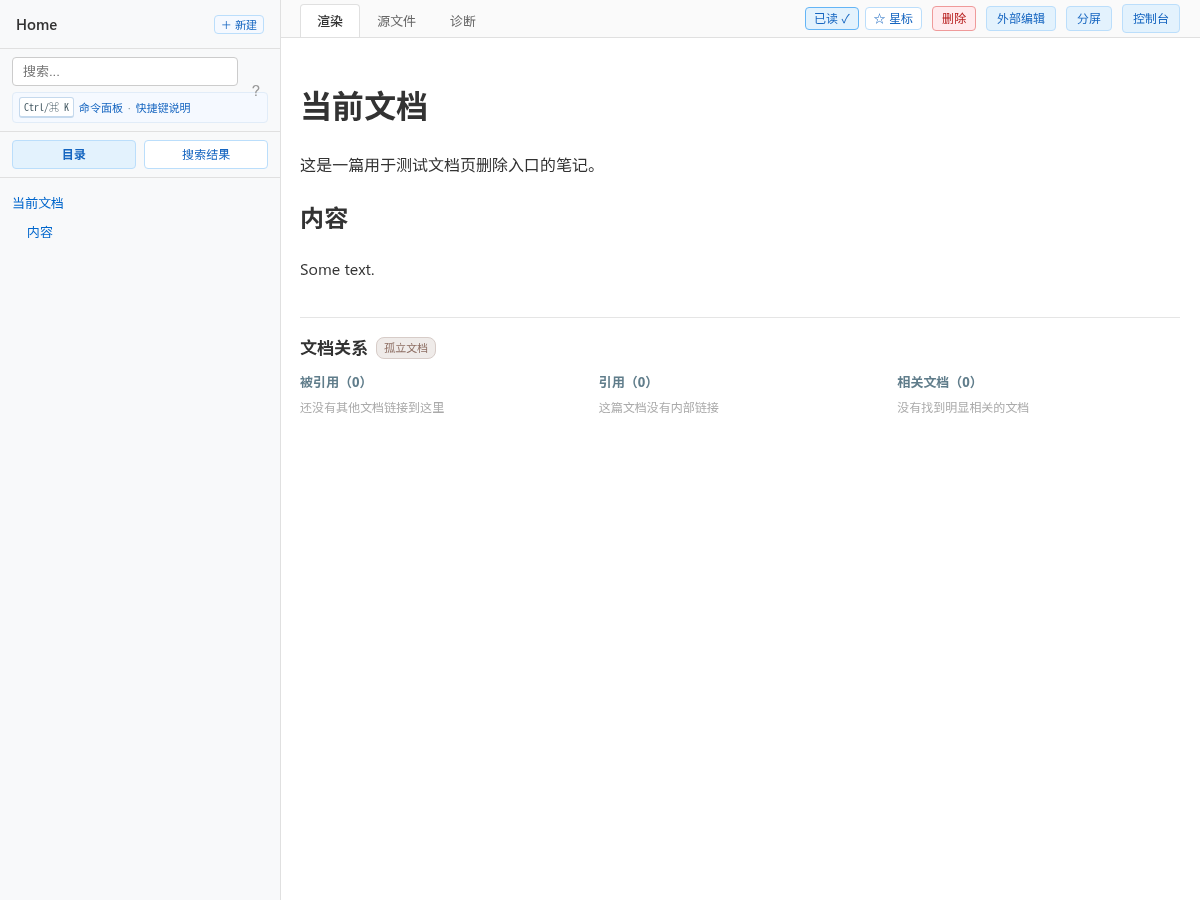 Home
＋ 新建
搜索...
?
Ctrl/⌘ K 命令面板 · 快捷键说明
目录
搜索结果
当前文档
内容
渲染
源文件
诊断
已读 ✓
☆ 星标
删除
外部编辑
分屏
控制台
当前文档
这是一篇用于测试文档页删除入口的笔记。
内容
Some text.
文档关系 孤立文档
被引用（0）
还没有其他文档链接到这里
引用（0）
这篇文档没有内部链接
相关文档（0）
没有找到明显相关的文档